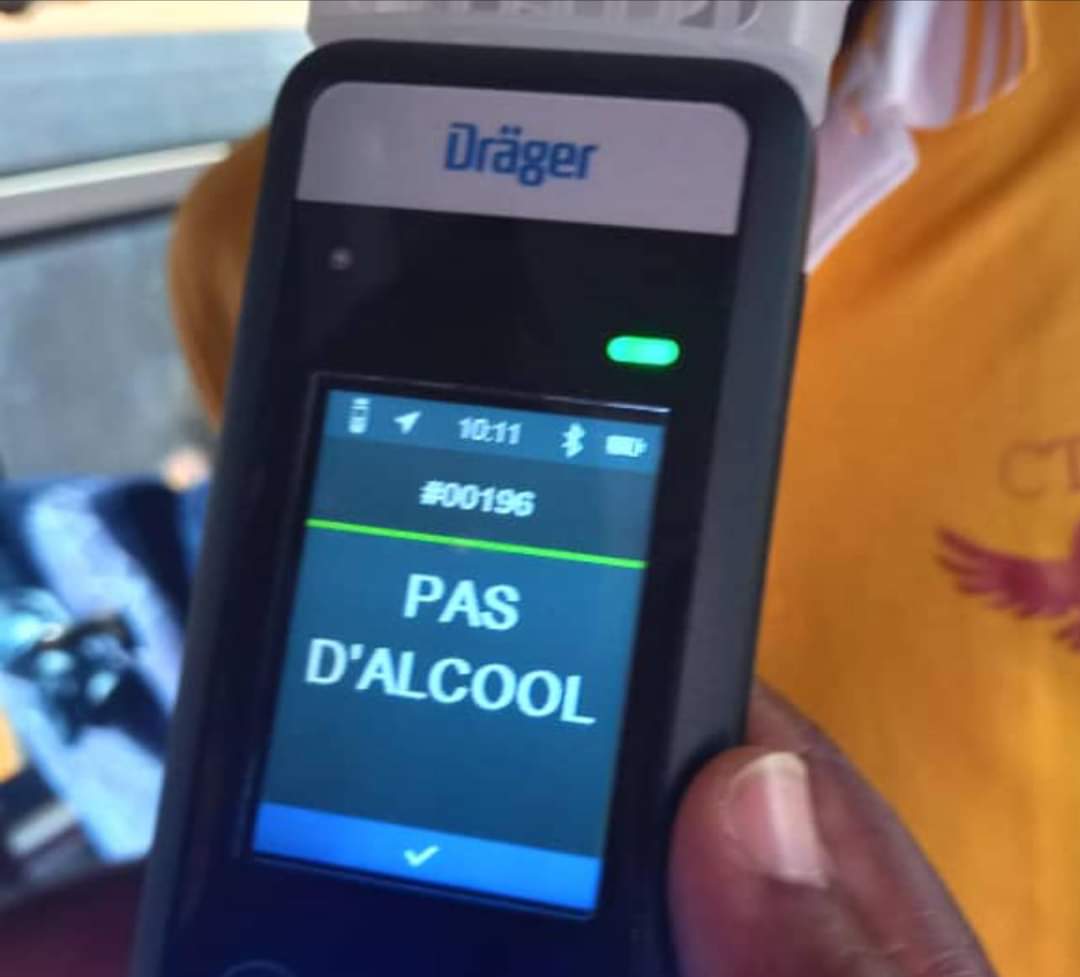 Dräger
10:11
#00196
PAS
D'ALCOOL